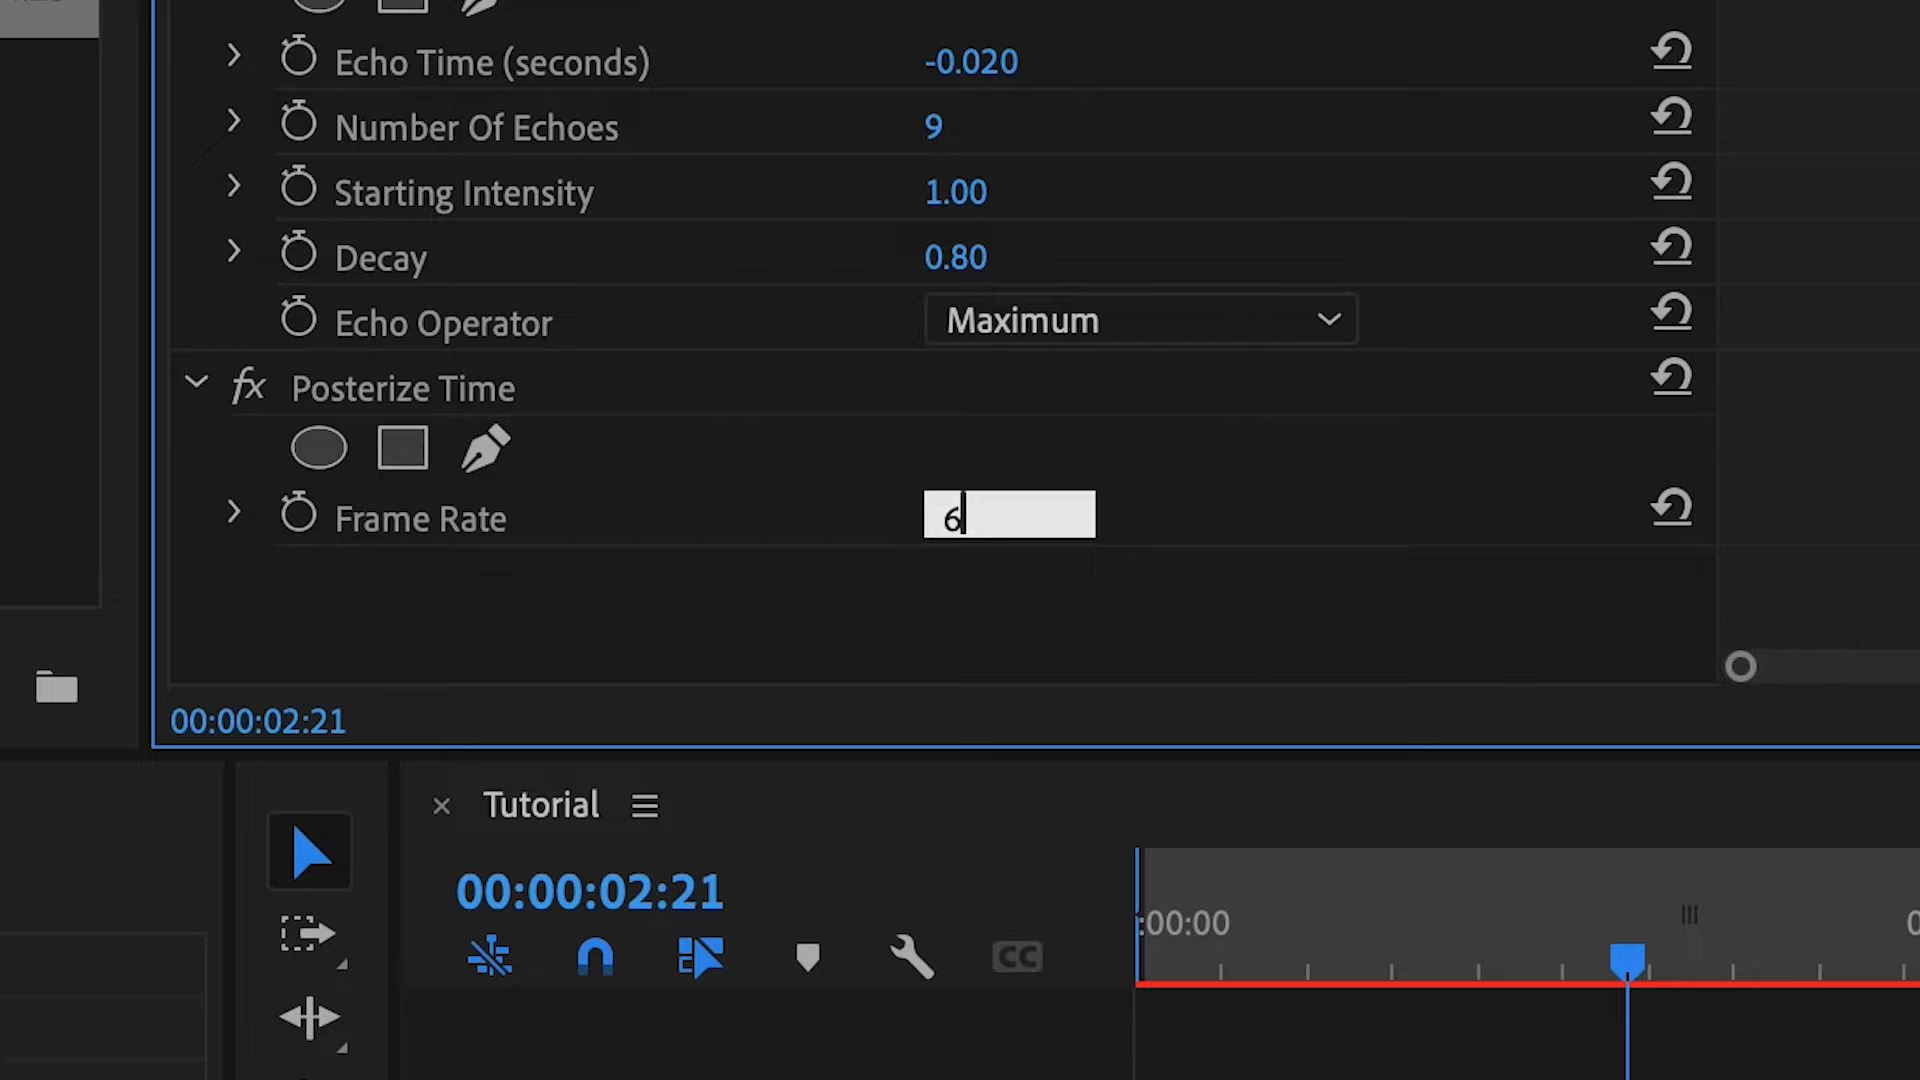 Echo Time (seconds) -0.020
Number Of Echoes 9
Starting Intensity 1.00
Decay 0.80
Echo Operator Maximum
fx Posterize Time
Frame Rate 6
00:00:02:21
× Tutorial
00:00:02:21
:00:00 0
CC